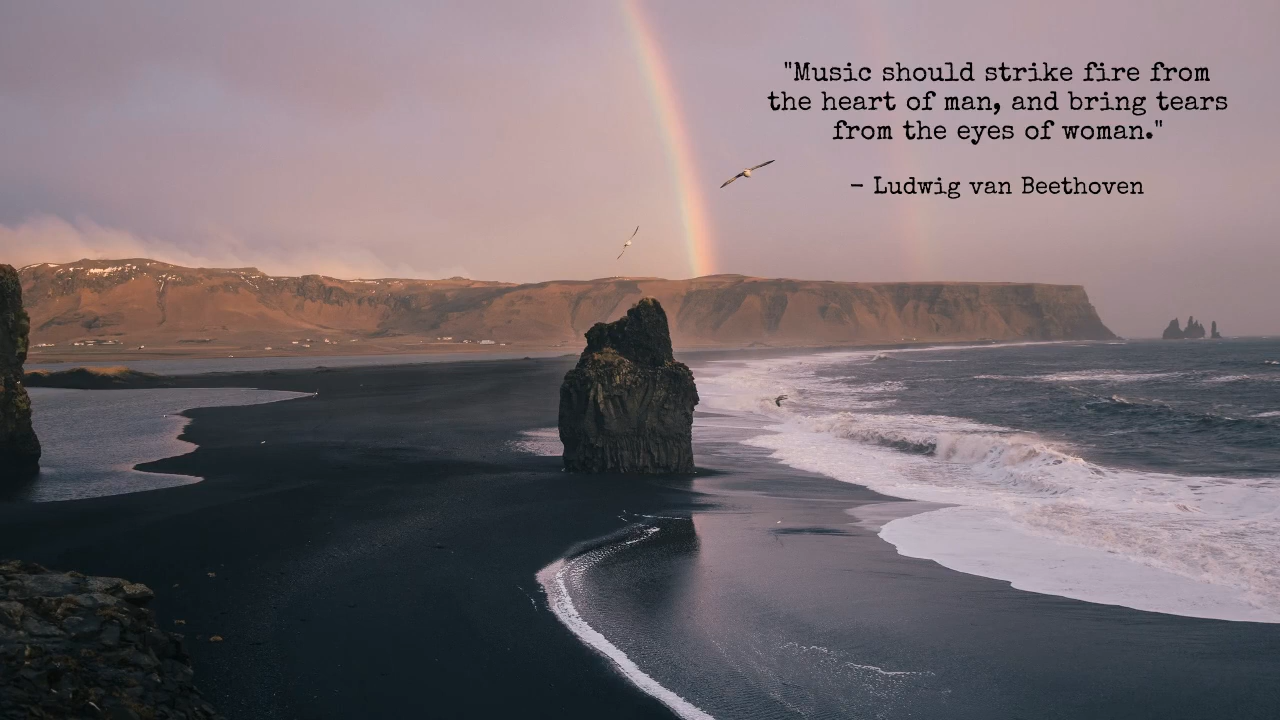 "Music should strike fire from
the heart of man, and bring tears
from the eyes of woman."
- Ludwig van Beethoven